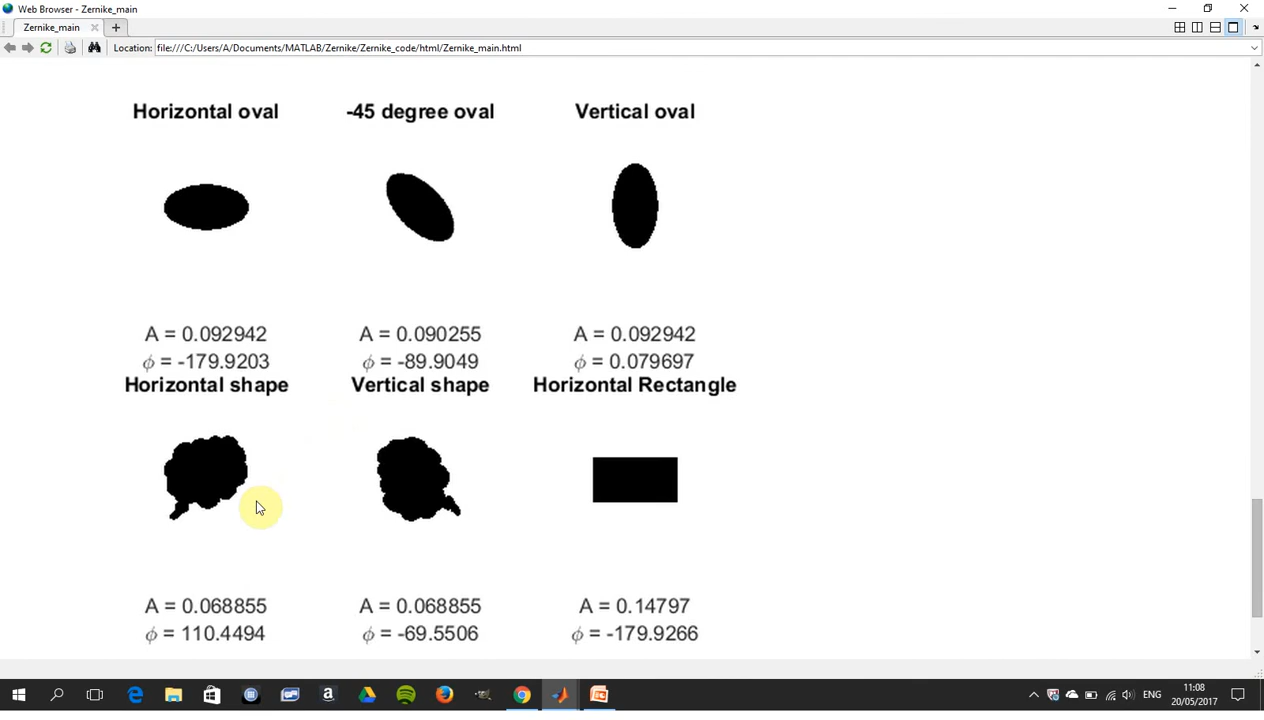 Web Browser - Zernike_main
Zernike_main
Location: file:///C:/Users/A/Documents/MATLAB/Zernike/Zernike_code/html/Zernike_main.html
Horizontal oval -45 degree oval Vertical oval
A = 0.092942 A = 0.090255 A = 0.092942
ϕ = -179.9203 ϕ = -89.9049 ϕ = 0.079697
Horizontal shape Vertical shape Horizontal Rectangle
A = 0.068855 A = 0.068855 A = 0.14797
ϕ = 110.4494 ϕ = -69.5506 ϕ = -179.9266
ENG
11:08
20/05/2017